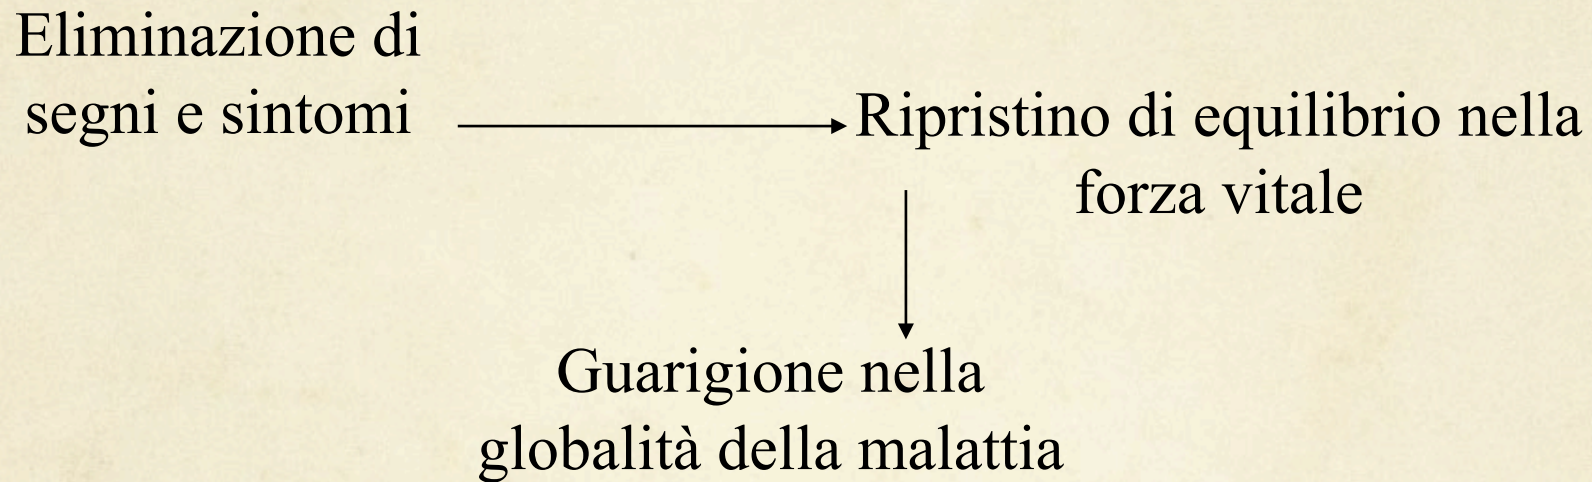 Eliminazione di
segni e sintomi
Ripristino di equilibrio nella
forza vitale
Guarigione nella
globalità della malattia